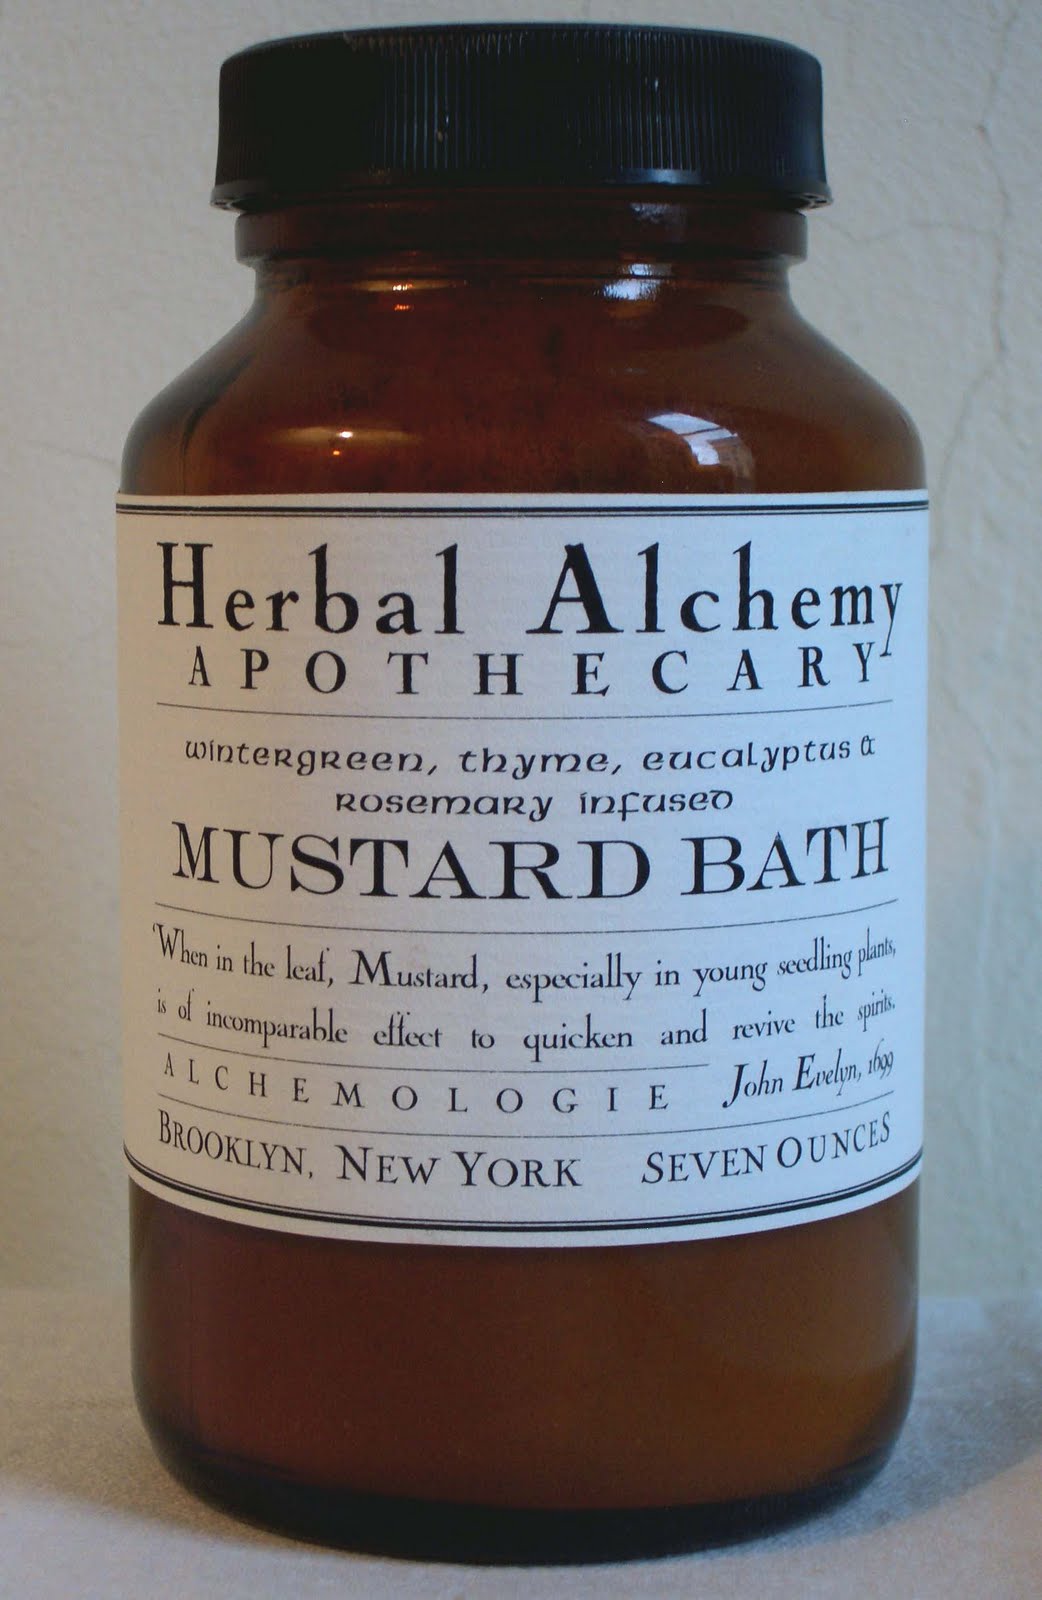 Herbal Alchemy
APOTHECARY
wintergreen, thyme, eucalyptus &
rosemary infused
MUSTARD BATH
'When in the leaf, Mustard, especially in young seedling plants,
is of incomparable effect to quicken and revive the spirits.
ALCHEMOLOGIE John Evelyn, 1699
BROOKLYN, NEW YORK SEVEN OUNCES